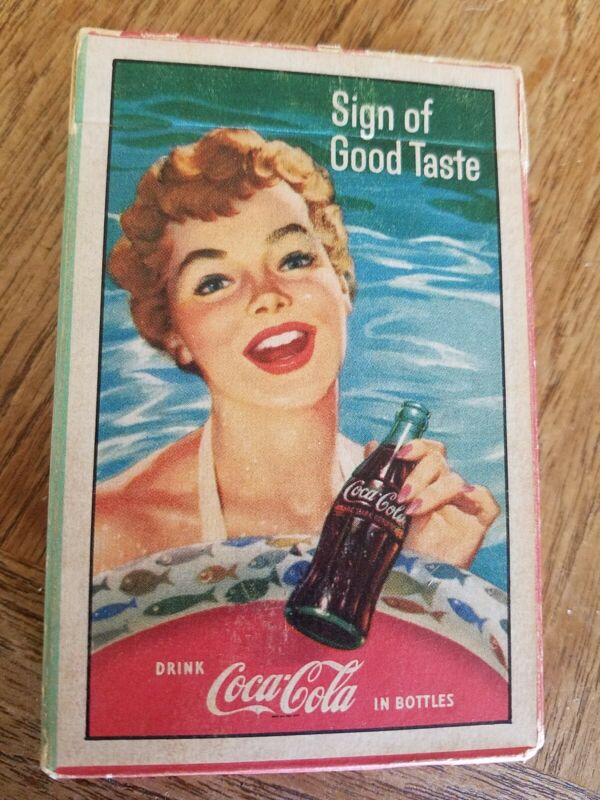 Sign of
Good Taste
Coca-Cola
DRINK Coca-Cola IN BOTTLES